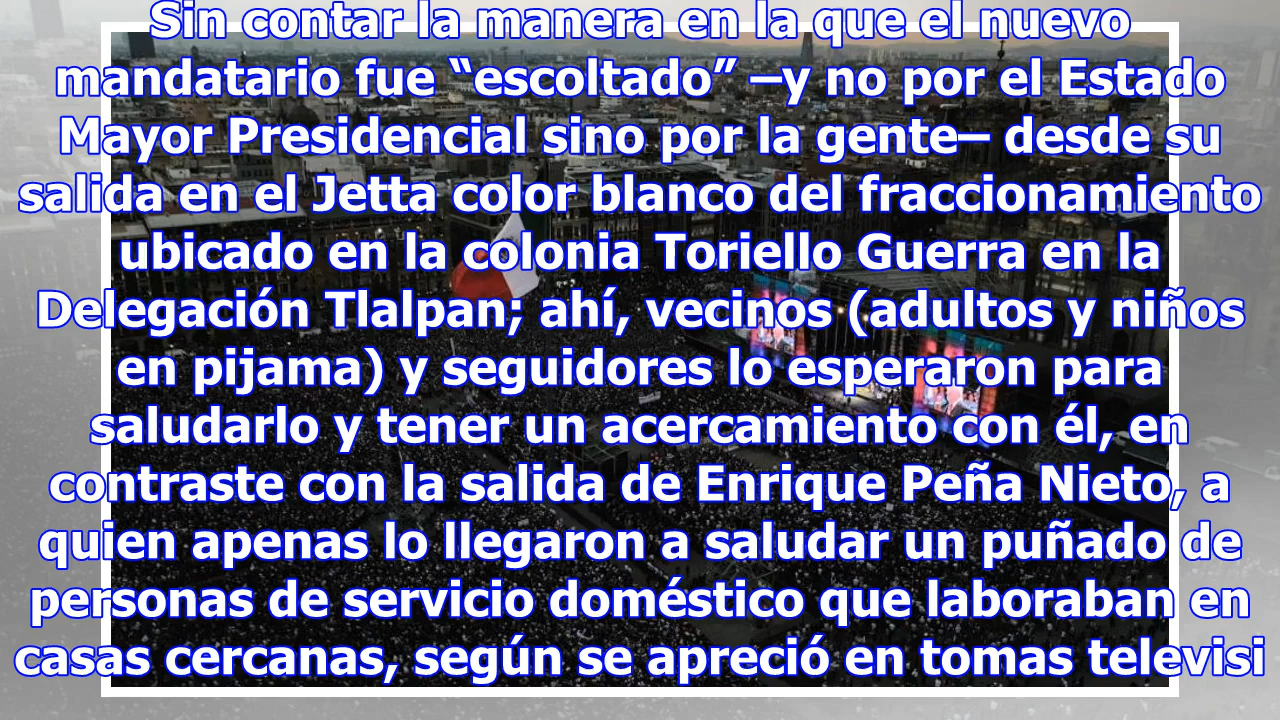 Sin contar la manera en la que el nuevo
mandatario fue “escoltado” —y no por el Estado
Mayor Presidencial sino por la gente— desde su
salida en el Jetta color blanco del fraccionamiento
ubicado en la colonia Toriello Guerra en la
Delegación Tlalpan; ahí, vecinos (adultos y niños
en pijama) y seguidores lo esperaron para
saludarlo y tener un acercamiento con él, en
contraste con la salida de Enrique Peña Nieto, a
quien apenas lo llegaron a saludar un puñado de
personas de servicio doméstico que laboraban en
casas cercanas, según se apreció en tomas televisi